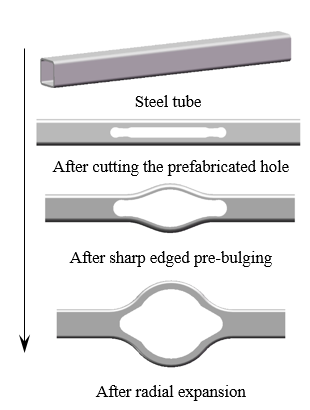 Steel tube
After cutting the prefabricated hole
After sharp edged pre-bulging
After radial expansion